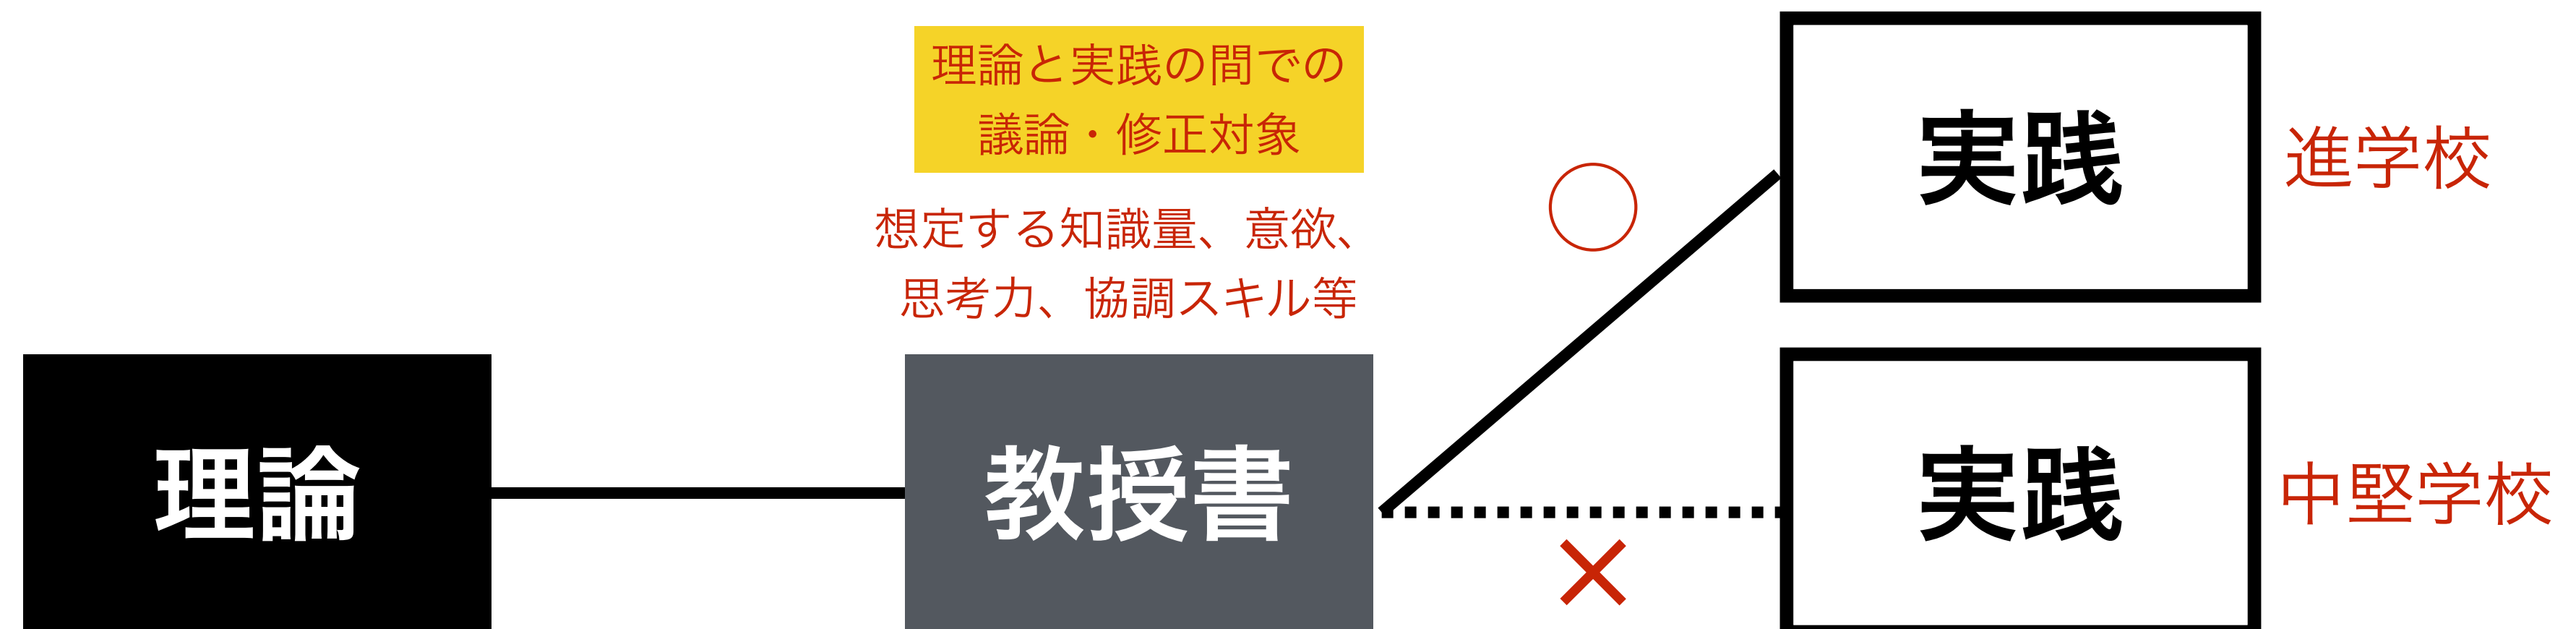 理論と実践の間での
議論・修正対象
想定する知識量、意欲、
思考力、協調スキル等
理論
教授書
○
×
実践
進学校
実践
中堅学校